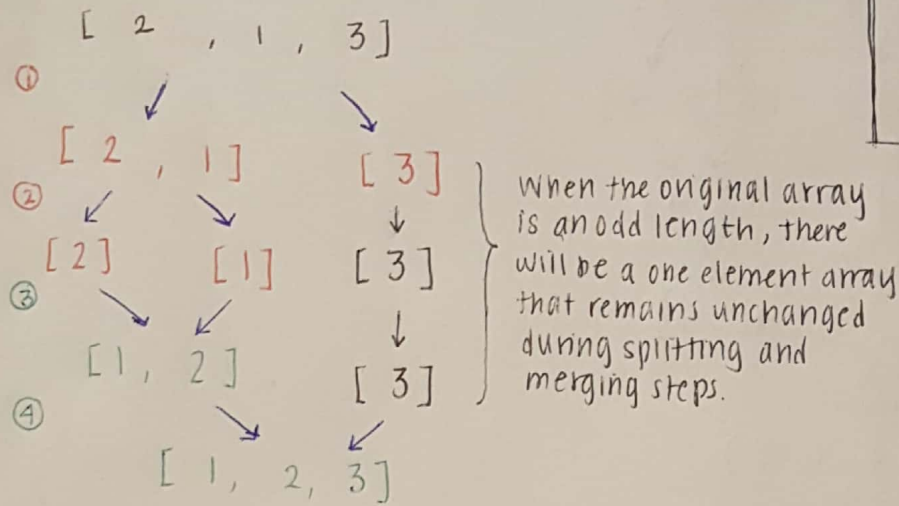 [ 2 , 1 , 3 ]
①
[ 2 , 1 ] [ 3 ]
②
[ 2 ] [ 1 ] [ 3 ]
③
[ 1 , 2 ] [ 3 ]
④
[ 1 , 2 , 3 ]
When the original array
is an odd length, there
will be a one element array
that remains unchanged
during splitting and
merging steps.